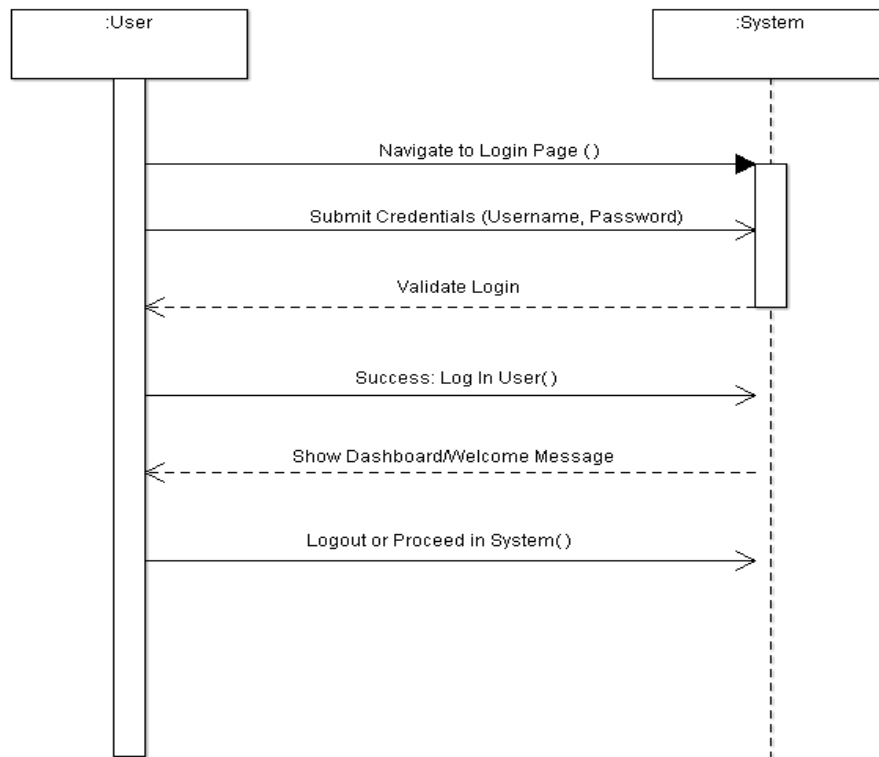 :User
:System
Navigate to Login Page ( )
Submit Credentials (Username, Password)
Validate Login
Success: Log In User( )
Show Dashboard/Welcome Message
Logout or Proceed in System( )